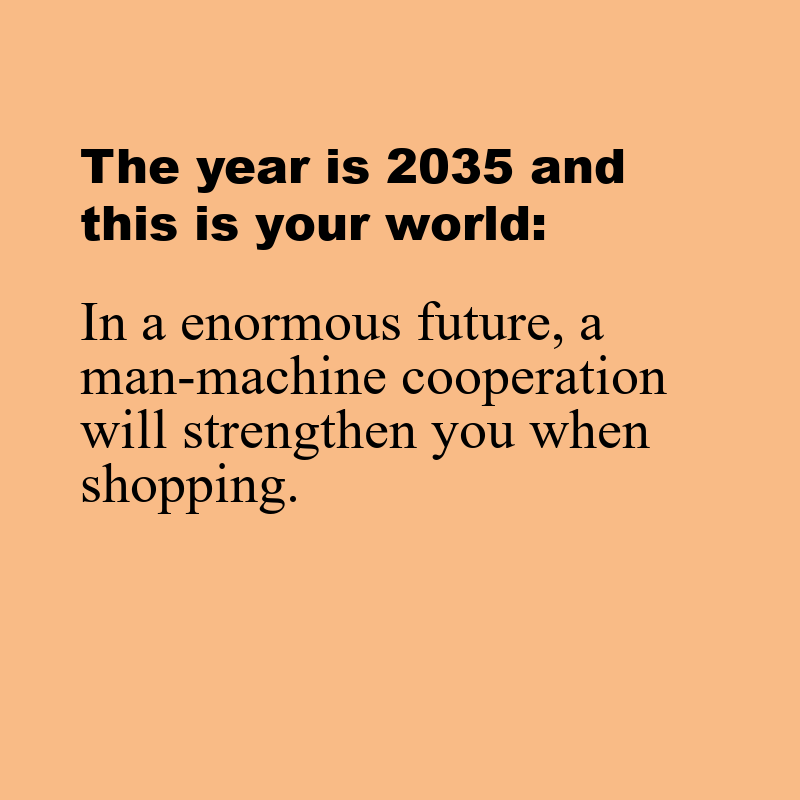 The year is 2035 and
this is your world:
In a enormous future, a
man-machine cooperation
will strengthen you when
shopping.